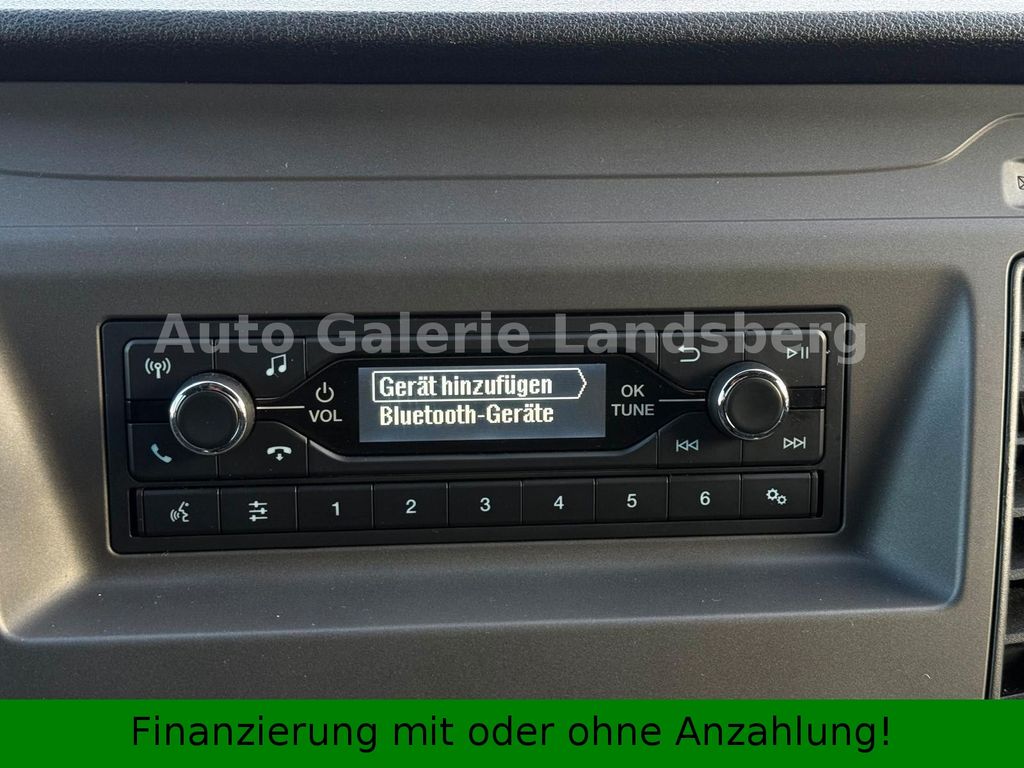 Auto Galerie Landsberg
Gerät hinzufügen
Bluetooth-Geräte
VOL
OK
TUNE
1 2 3 4 5 6
Finanzierung mit oder ohne Anzahlung!